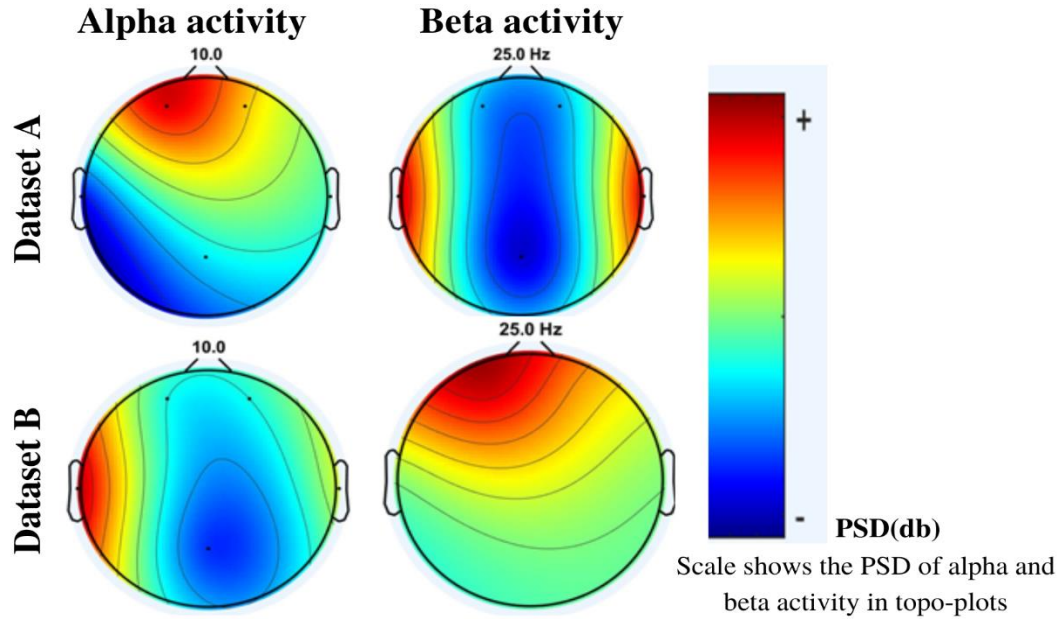 Alpha activity
Beta activity
10.0
25.0 Hz
Dataset A
+
10.0
25.0 Hz
Dataset B
-
PSD(db)
Scale shows the PSD of alpha and
beta activity in topo-plots